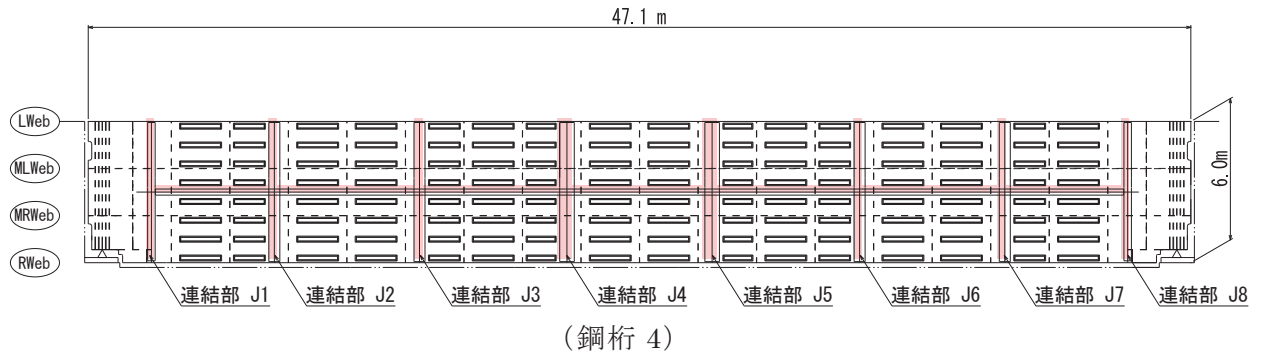 47.1 m
LWeb
MLWeb
MRWeb
RWeb
6.0m
連結部 J1
連結部 J2
連結部 J3
連結部 J4
連結部 J5
連結部 J6
連結部 J7
連結部 J8
(鋼桁 4)